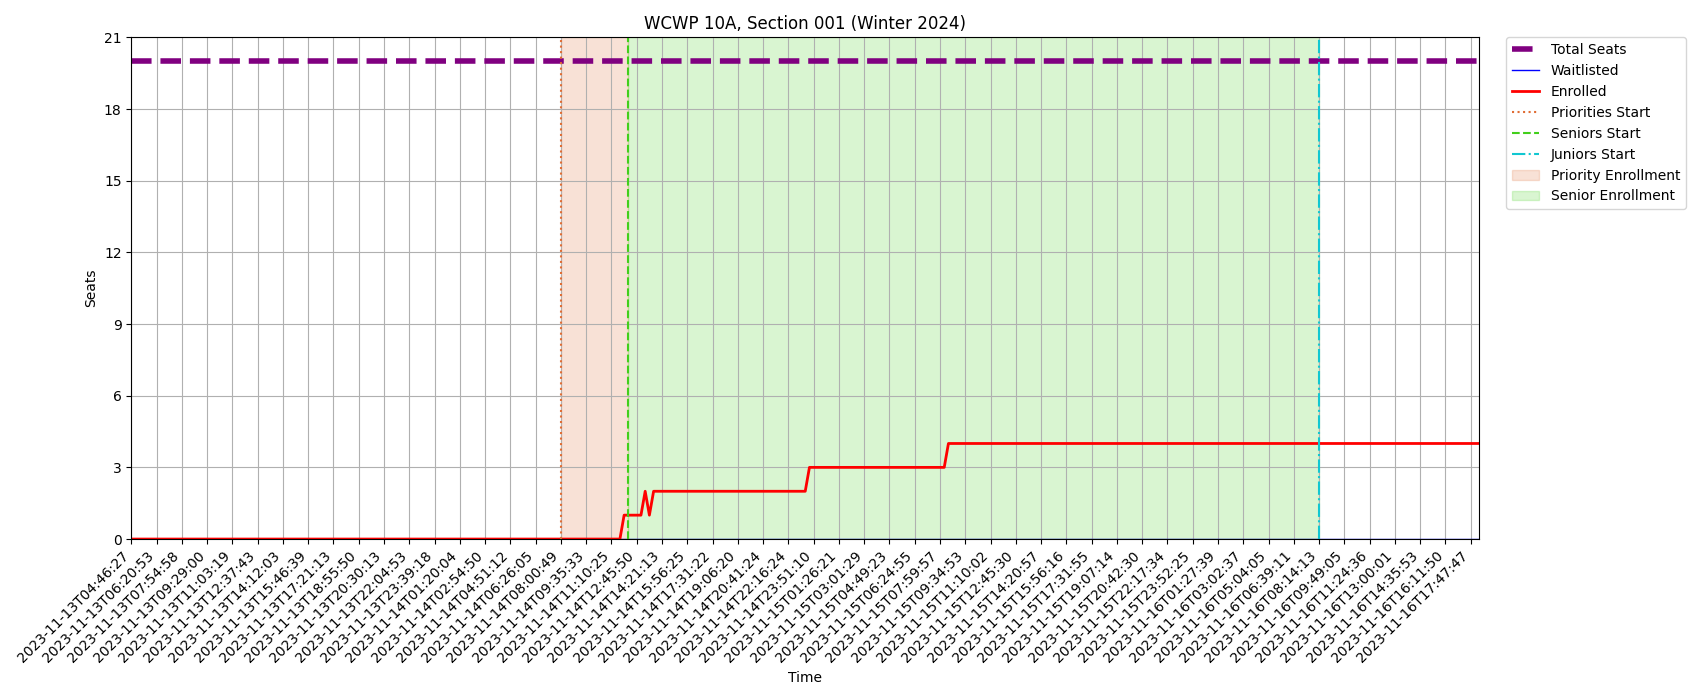 WCWP 10A, Section 001 (Winter 2024)
21
18
15
12
9
6
3
0
Seats
2023-11-13T04:46:27
2023-11-13T06:20:53
2023-11-13T07:54:58
2023-11-13T09:29:00
2023-11-13T11:03:19
2023-11-13T12:37:43
2023-11-13T14:12:03
2023-11-13T15:46:39
2023-11-13T17:21:13
2023-11-13T18:55:50
2023-11-13T20:30:13
2023-11-13T22:04:53
2023-11-13T23:39:18
2023-11-14T01:20:04
2023-11-14T02:54:50
2023-11-14T04:51:12
2023-11-14T06:26:05
2023-11-14T08:00:49
2023-11-14T09:35:33
2023-11-14T11:10:25
2023-11-14T12:45:50
2023-11-14T14:21:13
2023-11-14T15:56:25
2023-11-14T17:31:22
2023-11-14T19:06:20
2023-11-14T20:41:24
2023-11-14T22:16:24
2023-11-14T23:51:10
2023-11-15T01:26:21
2023-11-15T03:01:29
2023-11-15T04:49:23
2023-11-15T06:24:55
2023-11-15T07:59:57
2023-11-15T09:34:53
2023-11-15T11:10:02
2023-11-15T12:45:30
2023-11-15T14:20:57
2023-11-15T15:56:16
2023-11-15T17:31:55
2023-11-15T19:07:14
2023-11-15T20:42:30
2023-11-15T22:17:34
2023-11-15T23:52:25
2023-11-16T01:27:39
2023-11-16T03:02:37
2023-11-16T05:04:05
2023-11-16T06:39:11
2023-11-16T08:14:13
2023-11-16T09:49:05
2023-11-16T11:24:36
2023-11-16T13:00:01
2023-11-16T14:35:53
2023-11-16T16:11:50
2023-11-16T17:47:47
Time
Total Seats
Waitlisted
Enrolled
Priorities Start
Seniors Start
Juniors Start
Priority Enrollment
Senior Enrollment